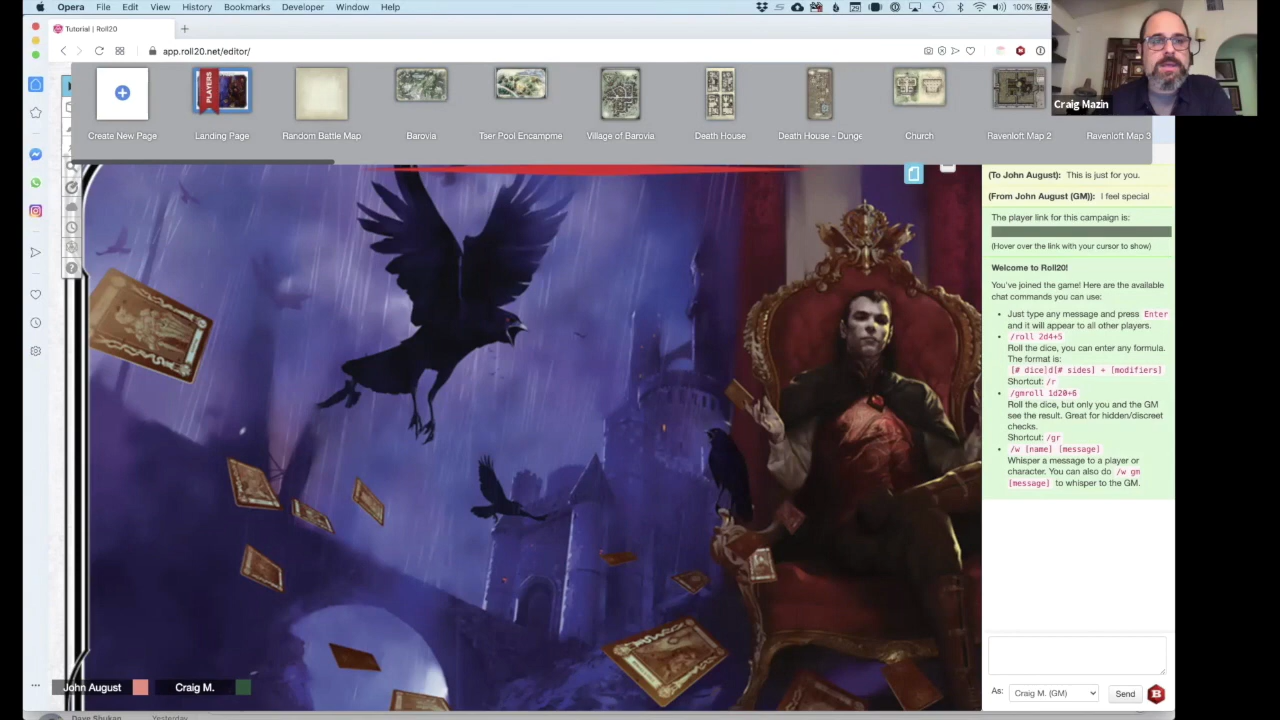 Opera File Edit View History Bookmarks Developer Window Help 100%
Tutorial | Roll20
app.roll20.net/editor/
Craig Mazin
PLAYERS
Create New Page Landing Page Random Battle Map Barovia Tser Pool Encampme Village of Barovia Death House Death House - Dunge Church Ravenloft Map 2 Ravenloft Map 3
(To John August): This is just for you.
(From John August (GM)): I feel special
The player link for this campaign is:
(Hover over the link with your cursor to show)
Welcome to Roll20!
You've joined the game! Here are the available
chat commands you can use:
• Just type any message and press Enter
and it will appear to all other players.
• /roll 2d4+5
Roll the dice, you can enter any formula.
The format is:
[# dice]d[# sides] + [modifiers]
Shortcut: /r
• /gmroll 1d20+6
Roll the dice, but only you and the GM
see the result. Great for hidden/discreet
checks.
Shortcut: /gr
• /w [name] [message]
Whisper a message to a player or
character. You can also do /w gm
[message] to whisper to the GM.
John August Craig M.
As: Craig M. (GM) Send B
Dave Shukan Yesterday